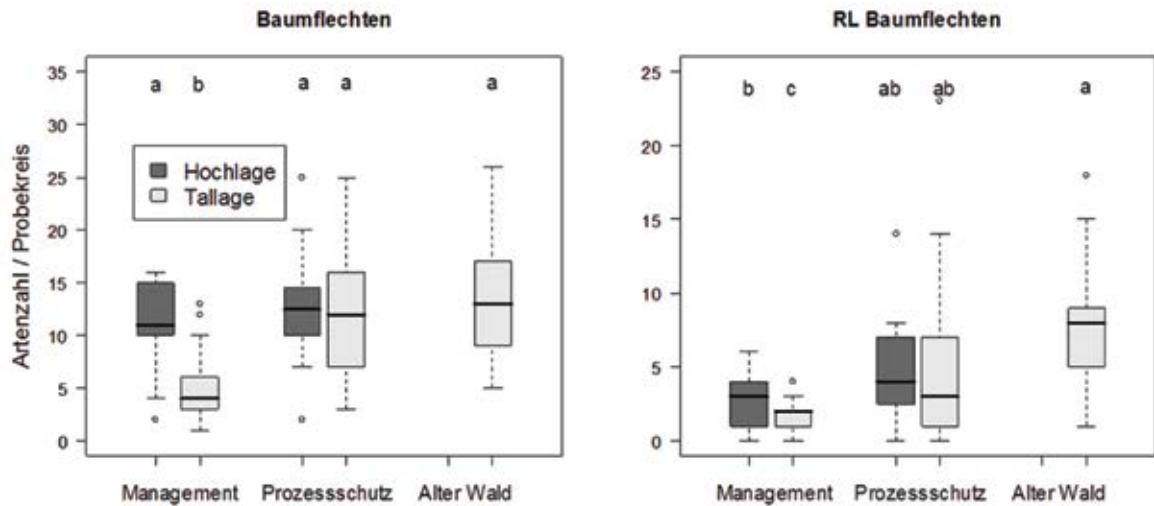 Baumflechten
35
30
25
20
15
10
5
0
Artenzahl / Probekreis
a b a a a
Hochlage
Tallage
Management Prozessschutz Alter Wald
RL Baumflechten
25
20
15
10
5
0
b c ab ab a
Management Prozessschutz Alter Wald